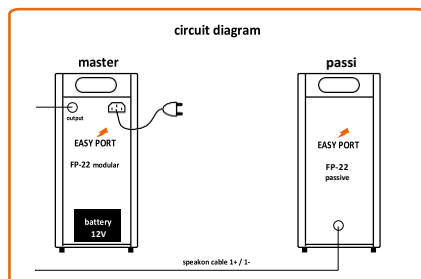 circuit diagram
master
passi
output
EASY PORT
FP-22 modular
battery
12V
EASY PORT
FP-22
passive
speakon cable 1+ / 1-